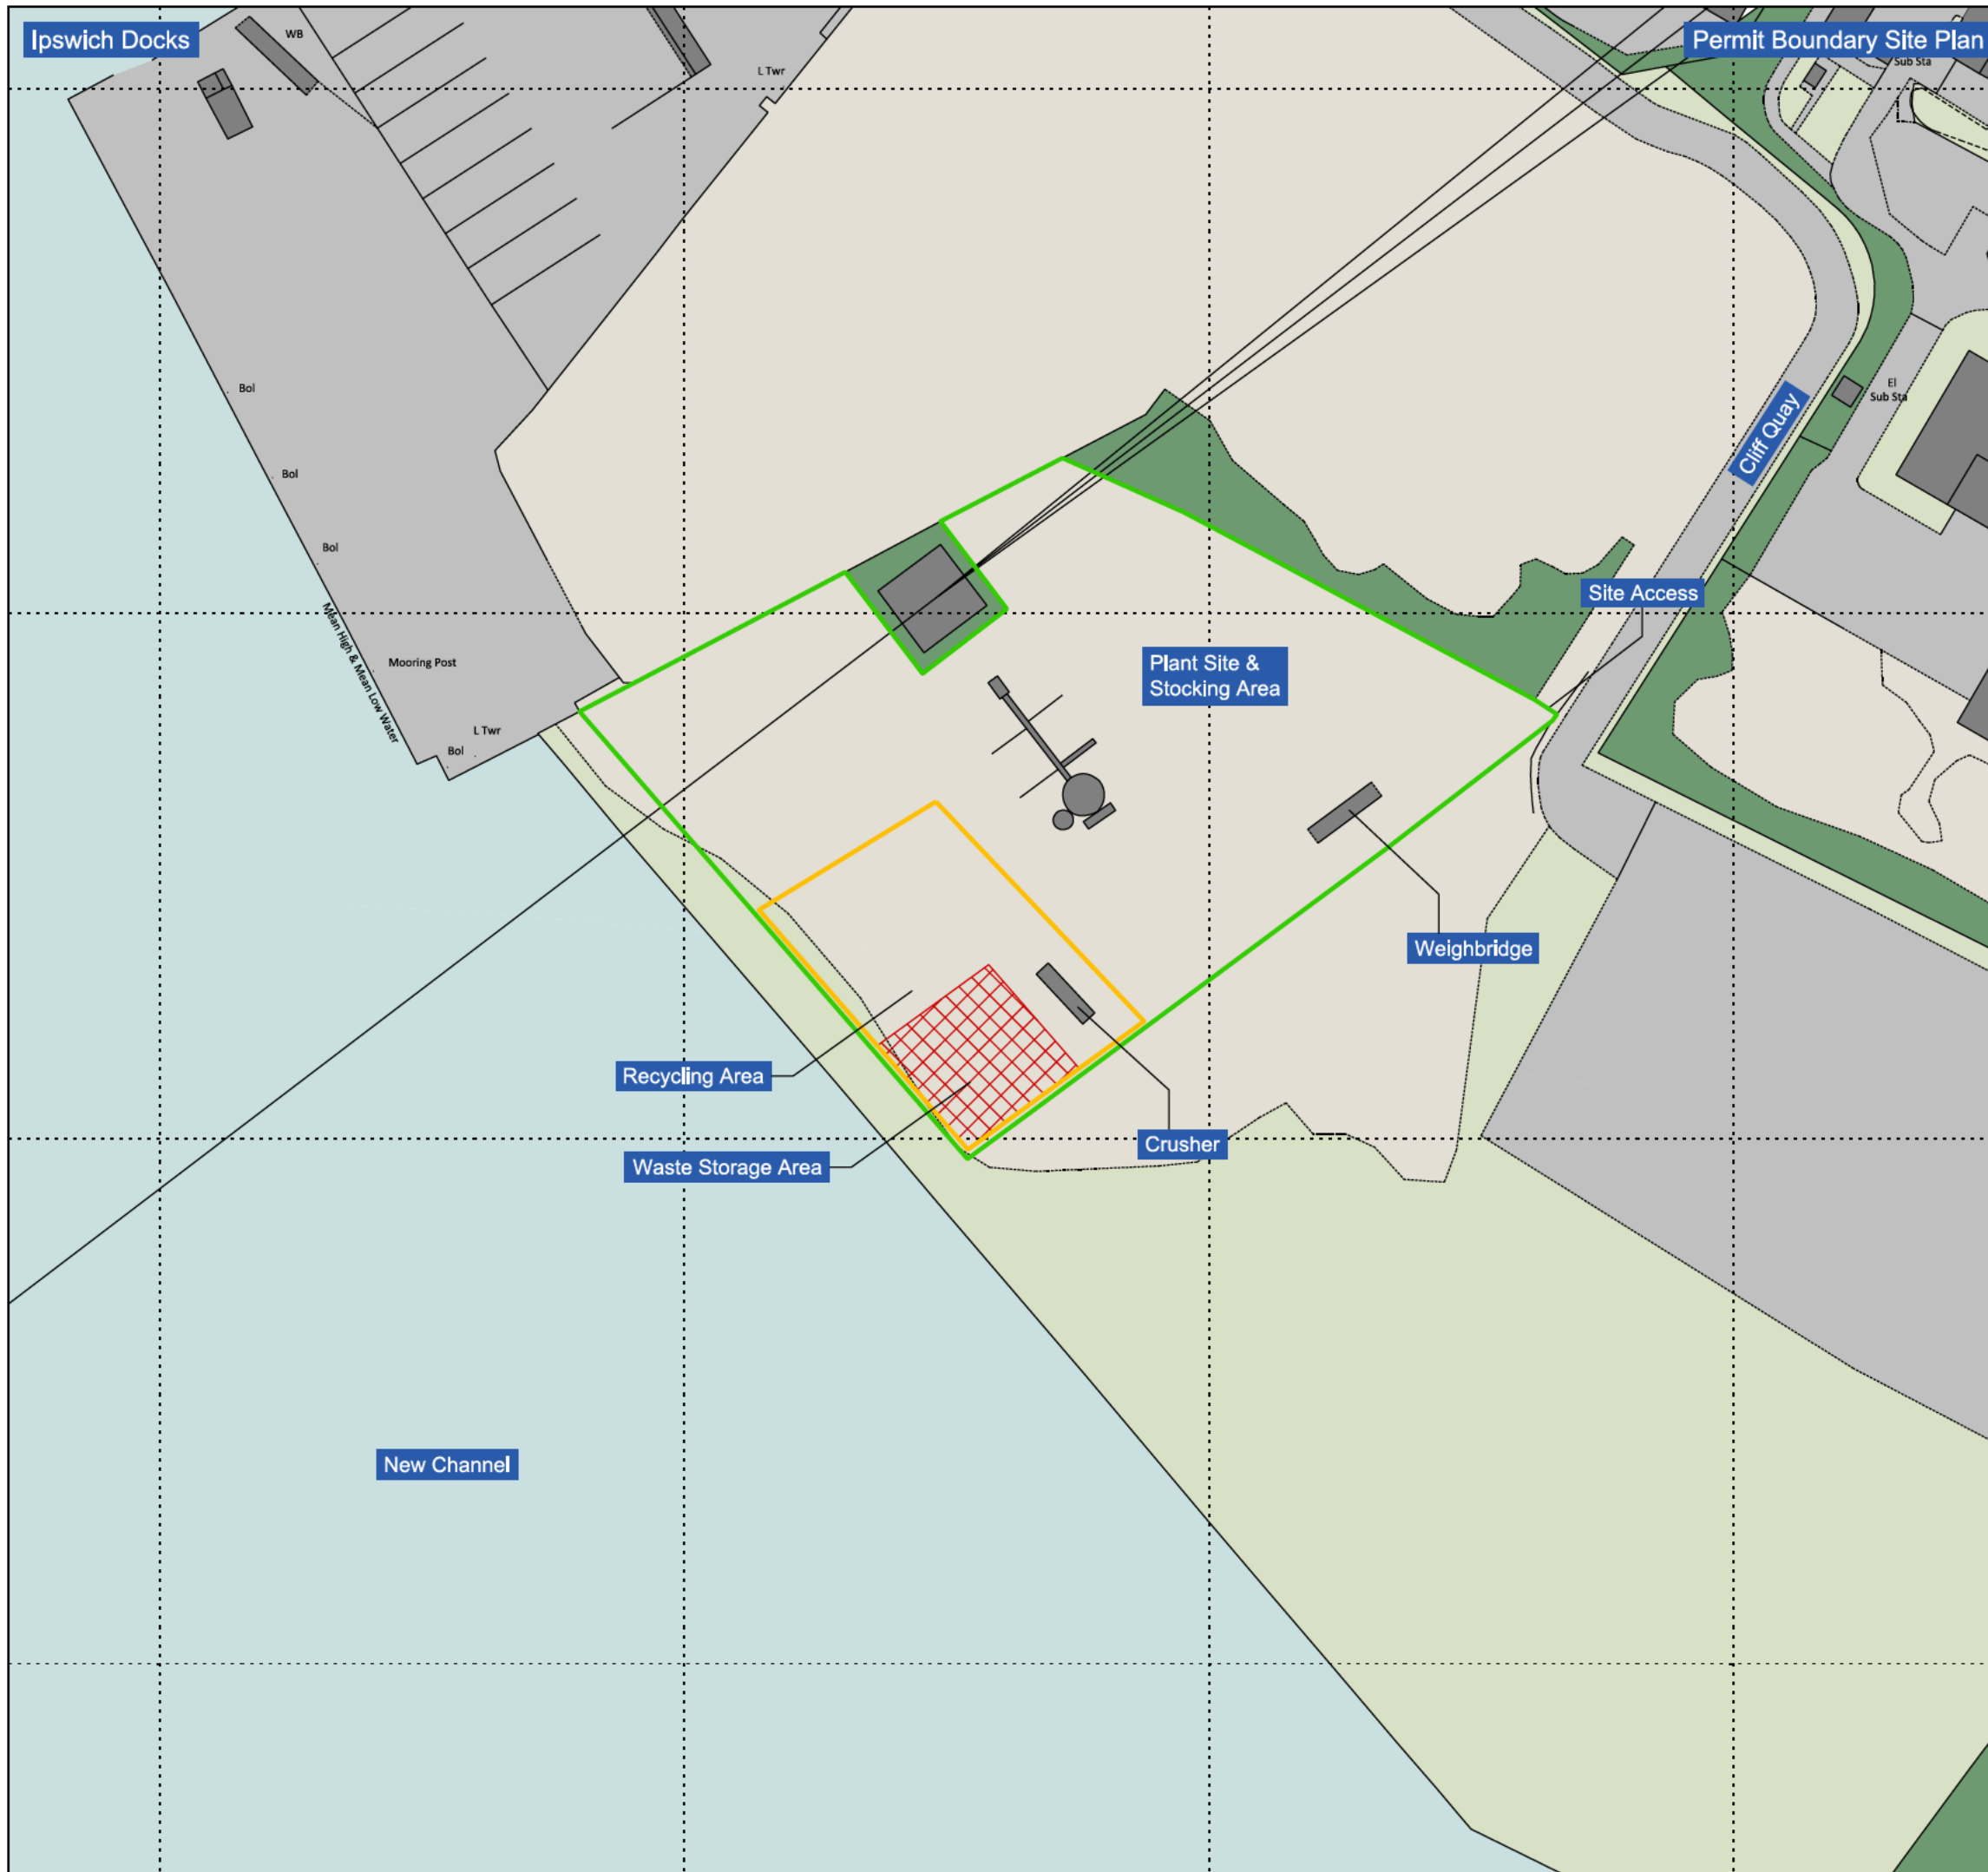 Ipswich Docks
WB
Permit Boundary Site Plan
Sub Sta
L Twr
Bol
El
Sub Sta
Cliff Quay
Bol
Bol
Site Access
Mean High & Mean Low Water
Mooring Post
Plant Site &
Stocking Area
L Twr
Bol
Weighbridge
Recycling Area
Crusher
Waste Storage Area
New Channel